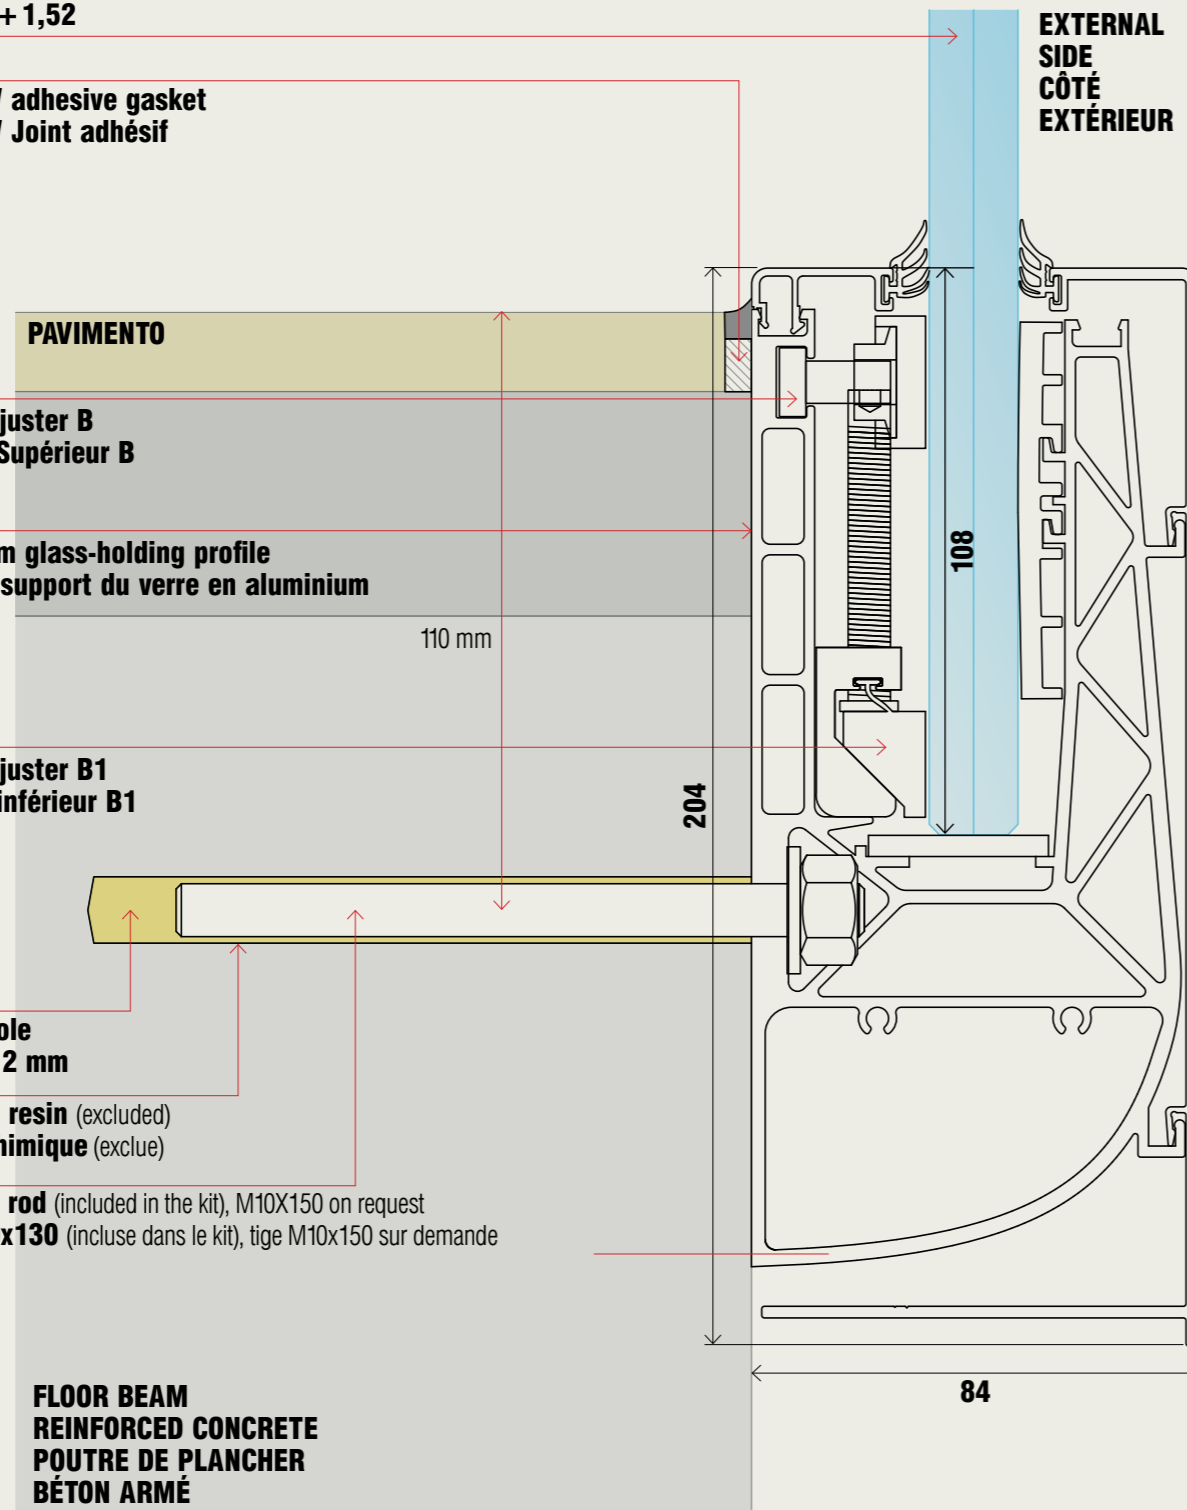 + 1,52
EXTERNAL
SIDE
CÔTÉ
EXTÉRIEUR
/ adhesive gasket
/ Joint adhésif
PAVIMENTO
juster B
Supérieur B
108
m glass-holding profile
support du verre en aluminium
110 mm
juster B1
inférieur B1
204
ole
2 mm
resin (excluded)
himique (exclue)
rod (included in the kit), M10X150 on request
x130 (incluse dans le kit), tige M10x150 sur demande
84
FLOOR BEAM
REINFORCED CONCRETE
POUTRE DE PLANCHER
BÉTON ARMÉ